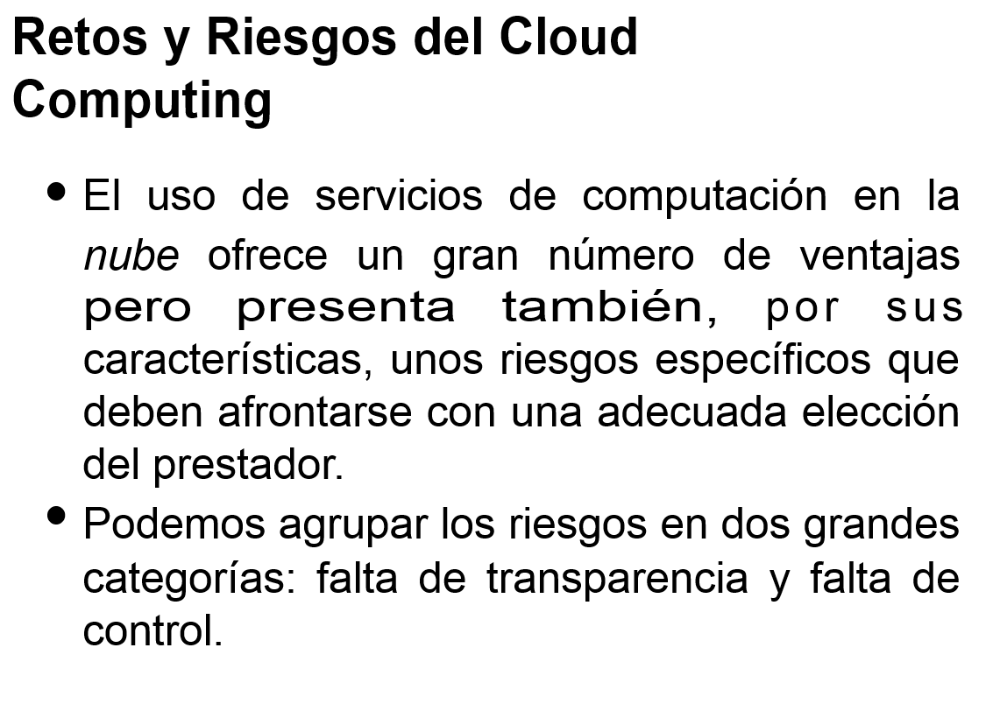 Retos y Riesgos del Cloud
Computing
• El uso de servicios de computación en la
nube ofrece un gran número de ventajas
pero presenta también, por sus
características, unos riesgos específicos que
deben afrontarse con una adecuada elección
del prestador.
• Podemos agrupar los riesgos en dos grandes
categorías: falta de transparencia y falta de
control.